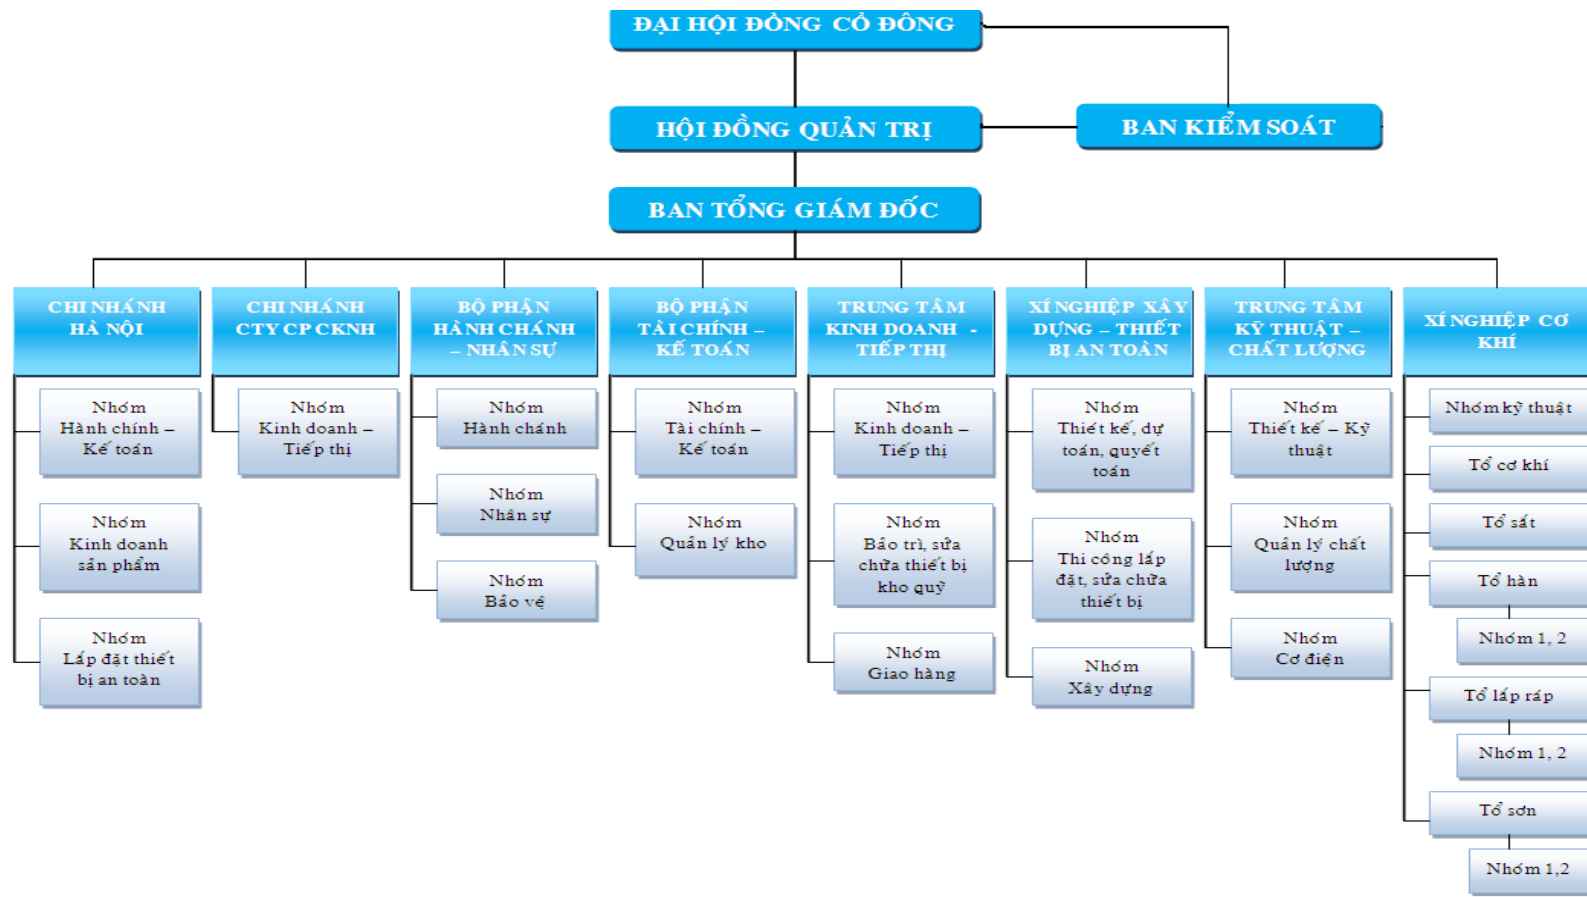 ĐẠI HỘI ĐỒNG CỔ ĐÔNG
HỘI ĐỒNG QUẢN TRỊ
BAN KIỂM SOÁT
BAN TỔNG GIÁM ĐỐC
CHI NHÁNH
HÀ NỘI
CHI NHÁNH
CTY CP CKNH
BỘ PHẬN
HÀNH CHÁNH
– NHÂN SỰ
BỘ PHẬN
TÀI CHÍNH –
KẾ TOÁN
TRUNG TÂM
KINH DOANH -
TIẾP THỊ
XÍ NGHIỆP XÂY
DỰNG – THIẾT
BỊ AN TOÀN
TRUNG TÂM
KỸ THUẬT –
CHẤT LƯỢNG
XÍ NGHIỆP CƠ
KHÍ
Nhóm
Hành chính –
Kế toán
Nhóm
Kinh doanh
sản phẩm
Nhóm
Lắp đặt thiết
bị an toàn
Nhóm
Kinh doanh –
Tiếp thị
Nhóm
Hành chánh
Nhóm
Nhân sự
Nhóm
Bảo vệ
Nhóm
Tài chính –
Kế toán
Nhóm
Quản lý kho
Nhóm
Kinh doanh –
Tiếp thị
Nhóm
Bảo trì, sửa
chữa thiết bị
kho quỹ
Nhóm
Giao hàng
Nhóm
Thiết kế, dự
toán, quyết
toán
Nhóm
Thi công lắp
đặt, sửa chữa
thiết bị
Nhóm
Xây dựng
Nhóm
Thiết kế – Kỹ
thuật
Nhóm
Quản lý chất
lượng
Nhóm
Cơ điện
Nhóm kỹ thuật
Tổ cơ khí
Tổ sắt
Tổ hàn
Nhóm 1, 2
Tổ lắp ráp
Nhóm 1, 2
Tổ sơn
Nhóm 1,2